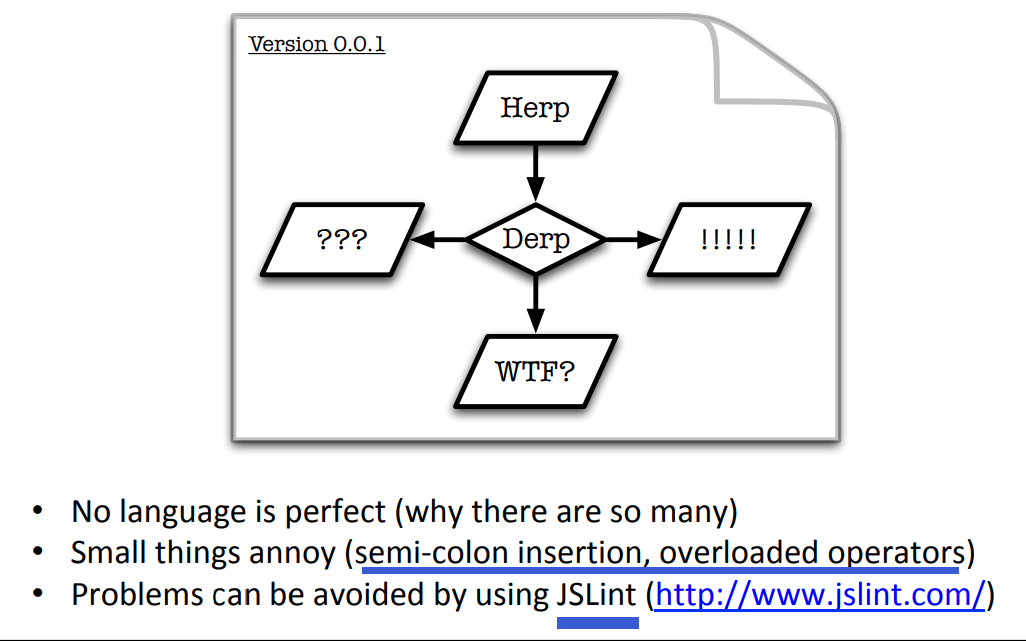 Version 0.0.1
Herp
??? Derp !!!!!
WTF?
• No language is perfect (why there are so many)
• Small things annoy (semi-colon insertion, overloaded operators)
• Problems can be avoided by using JSLint (http://www.jslint.com/)